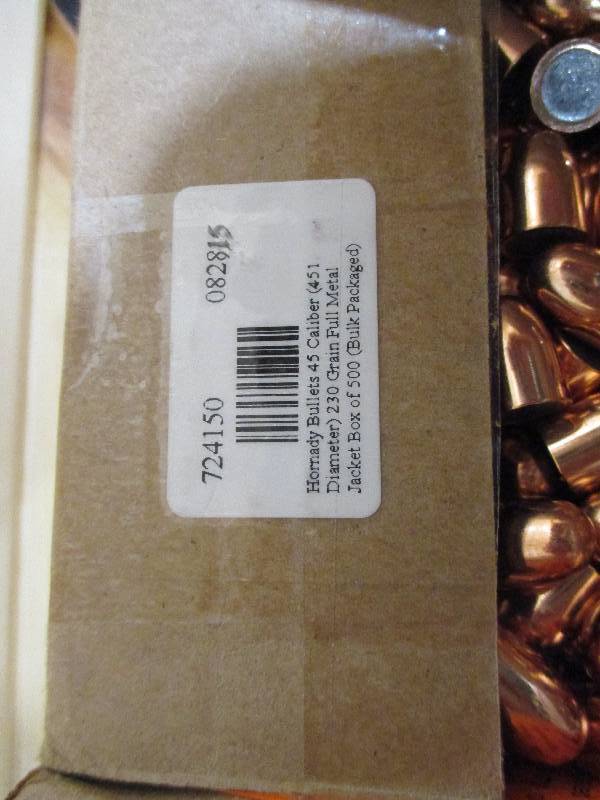 724150 082815
Hornady Bullets 45 Caliber (451
Diameter) 230 Grain Full Metal
Jacket Box of 500 (Bulk Packaged)